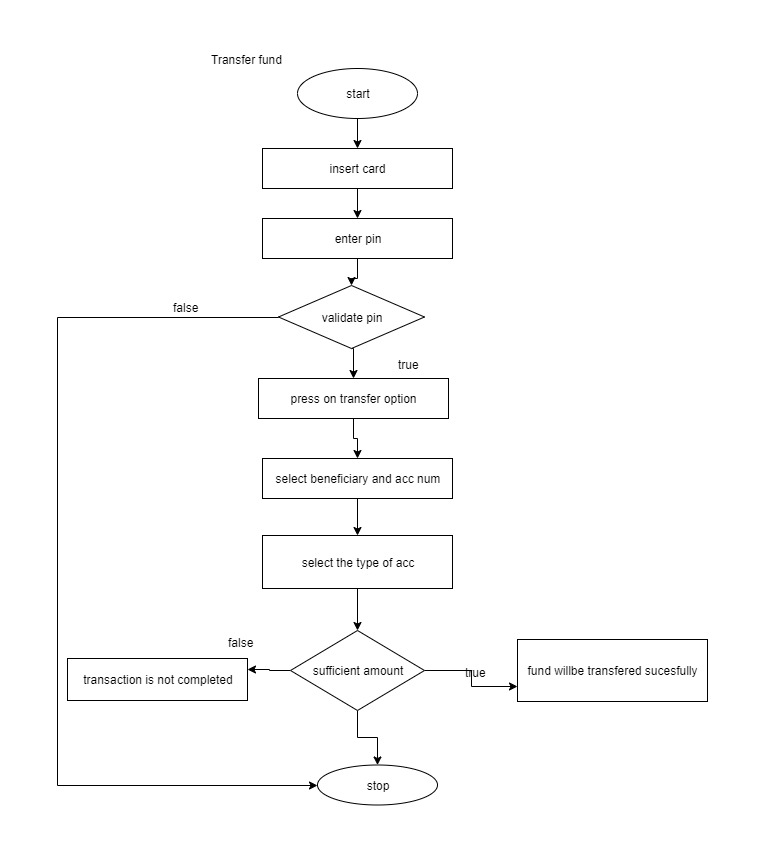 Transfer fund
start
insert card
enter pin
false
validate pin
true
press on transfer option
select beneficiary and acc num
select the type of acc
false
sufficient amount
true
transaction is not completed
fund willbe transfered sucesfully
stop